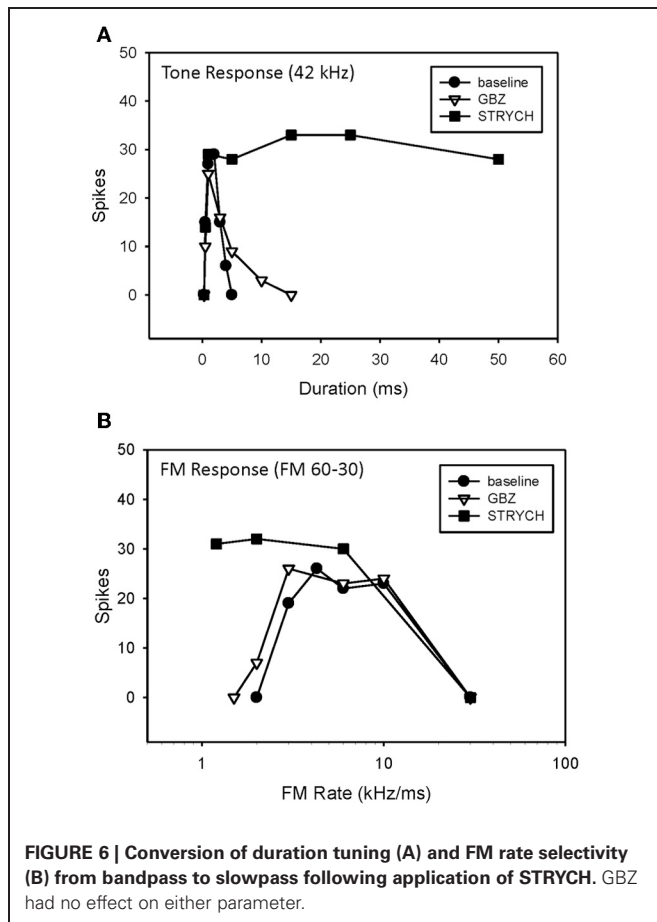 A
Tone Response (42 kHz)
baseline
GBZ
STRYCH
50
40
30
20
10
0
Spikes
0 10 20 30 40 50 60
Duration (ms)
B
FM Response (FM 60-30)
baseline
GBZ
STRYCH
50
40
30
20
10
0
Spikes
1 10 100
FM Rate (kHz/ms)
FIGURE 6 | Conversion of duration tuning (A) and FM rate selectivity
(B) from bandpass to slowpass following application of STRYCH. GBZ
had no effect on either parameter.